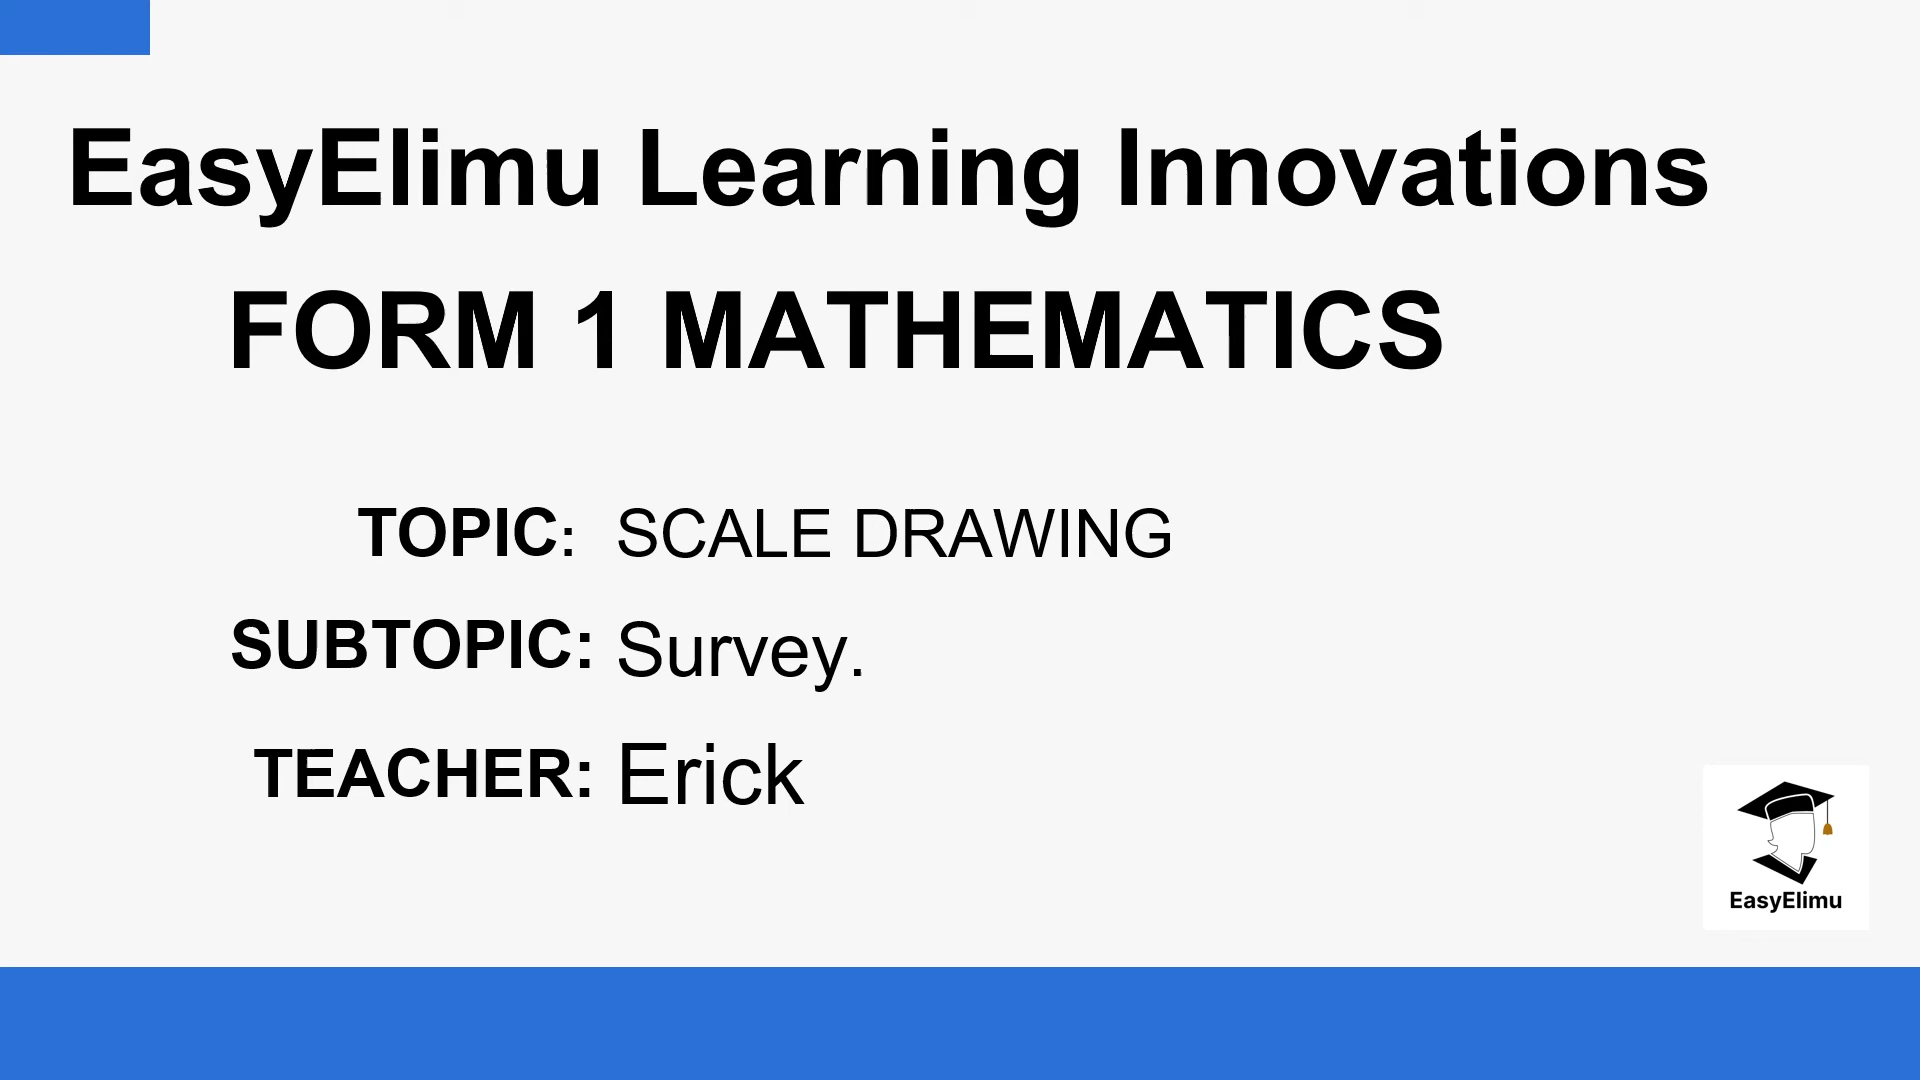 EasyElimu Learning Innovations
FORM 1 MATHEMATICS
TOPIC: SCALE DRAWING
SUBTOPIC: Survey.
TEACHER: Erick
EasyElimu